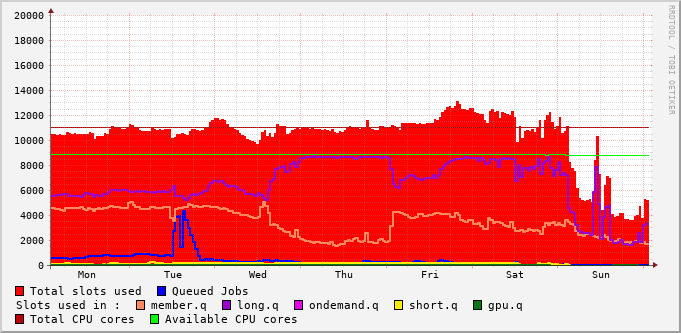 RRDTOOL / TOBI OETIKER
20000
18000
16000
14000
12000
10000
8000
6000
4000
2000
0
Mon Tue Wed Thu Fri Sat Sun
Total slots used Queued Jobs
Slots used in : member.q long.q ondemand.q short.q gpu.q
Total CPU cores Available CPU cores